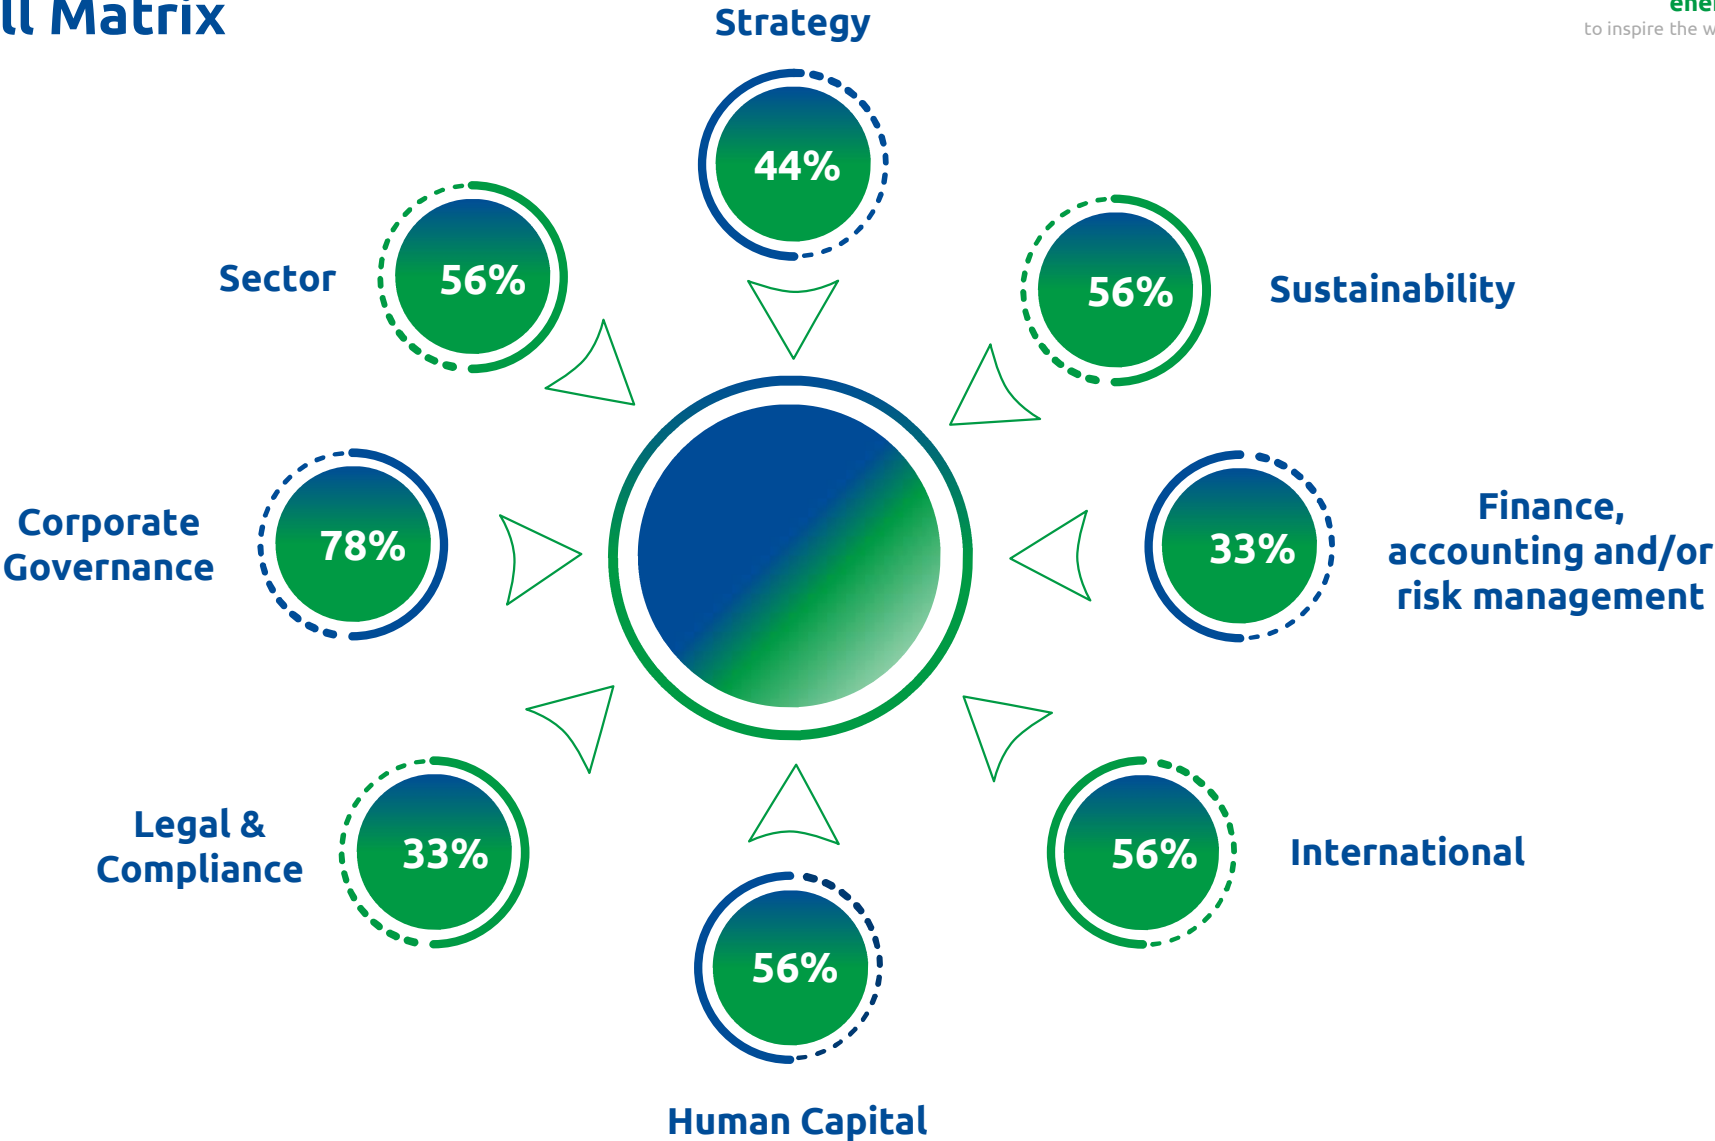 ll Matrix
Strategy
to inspire the w
44%
Sector
56%
56%
Sustainability
Corporate
Governance
78%
33%
Finance,
accounting and/or
risk management
Legal &
Compliance
33%
56%
International
56%
Human Capital